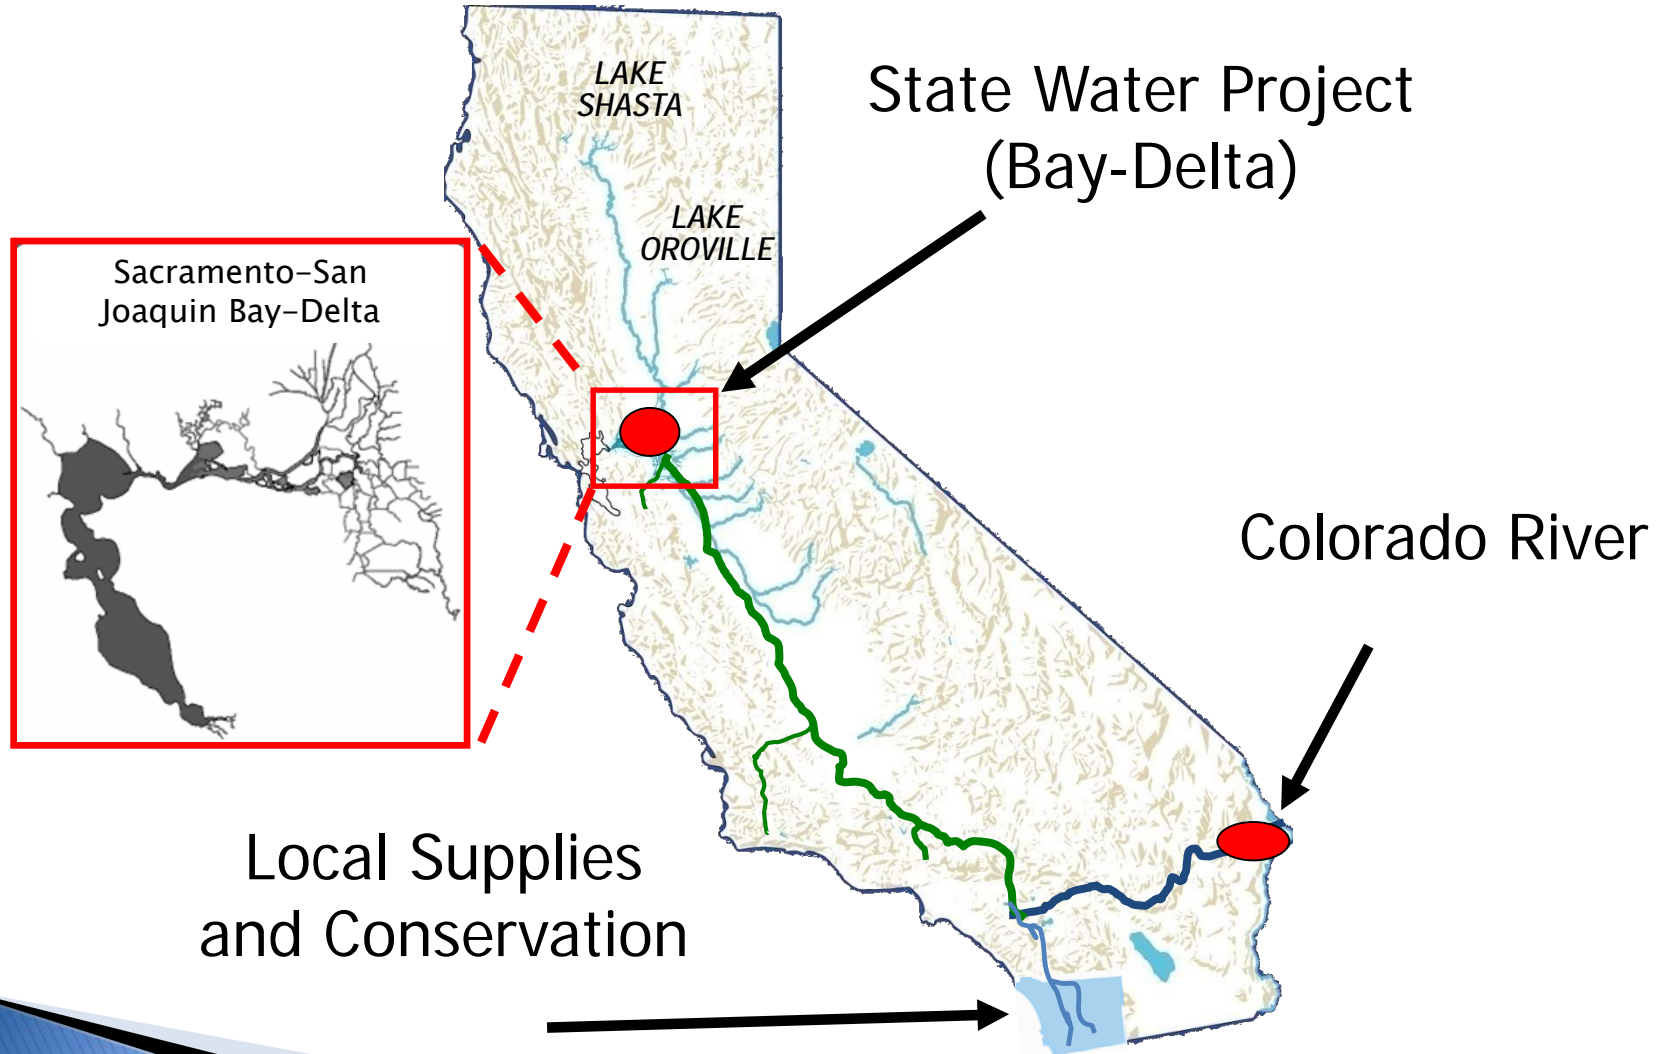 LAKE
SHASTA
State Water Project
(Bay-Delta)
LAKE
OROVILLE
Sacramento–San
Joaquin Bay–Delta
Colorado River
Local Supplies
and Conservation